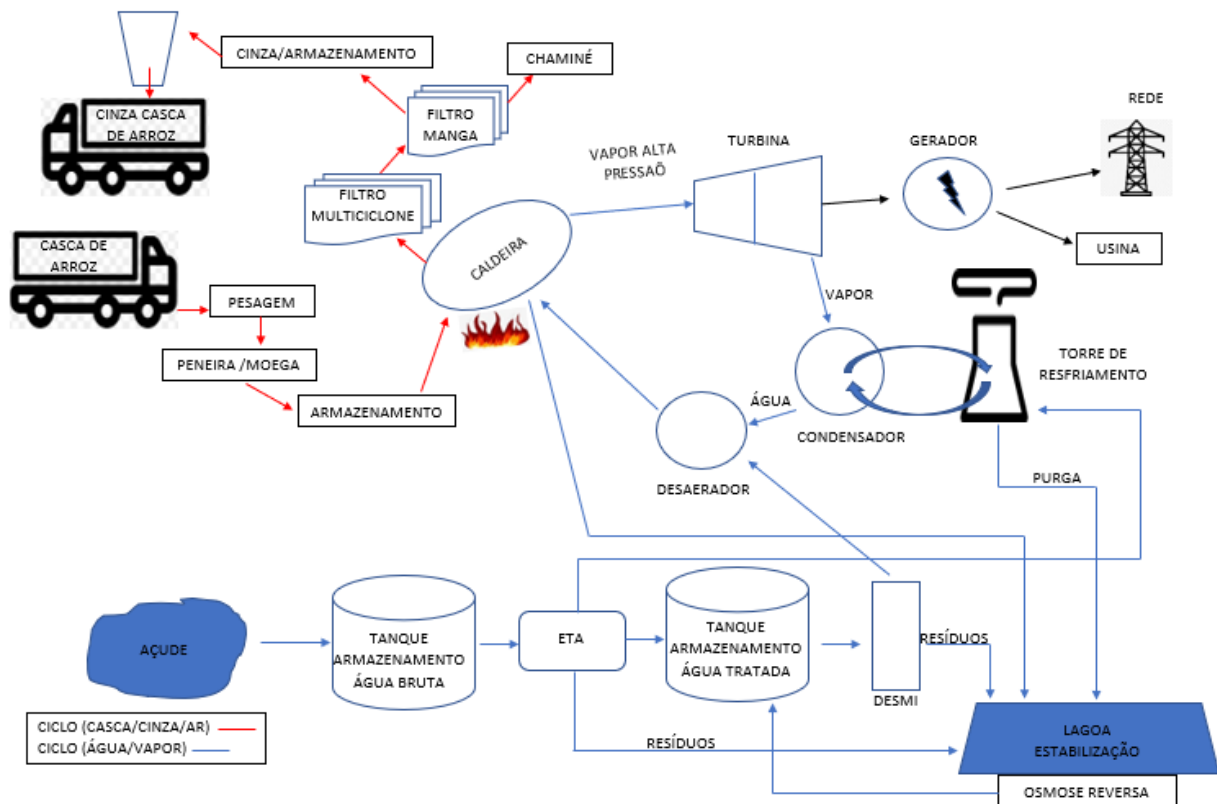 CINZA/ARMAZENAMENTO
CHAMINÉ
CINZA CASCA
DE ARROZ
FILTRO
MANGA
FILTRO
MULTICICLONE
VAPOR ALTA
PRESSAÕ
TURBINA
GERADOR
REDE
USINA
CASCA DE
ARROZ
PESAGEM
PENEIRA /MOEGA
ARMAZENAMENTO
CALDEIRA
VAPOR
TORRE DE
RESFRIAMENTO
ÁGUA
CONDENSADOR
DESAERADOR
PURGA
AÇUDE
TANQUE
ARMAZENAMENTO
ÁGUA BRUTA
ETA
TANQUE
ARMAZENAMENTO
ÁGUA TRATADA
DESMI
RESÍDUOS
RESÍDUOS
LAGOA
ESTABILIZAÇÃO
OSMOSE REVERSA
CICLO (CASCA/CINZA/AR)
CICLO (ÁGUA/VAPOR)